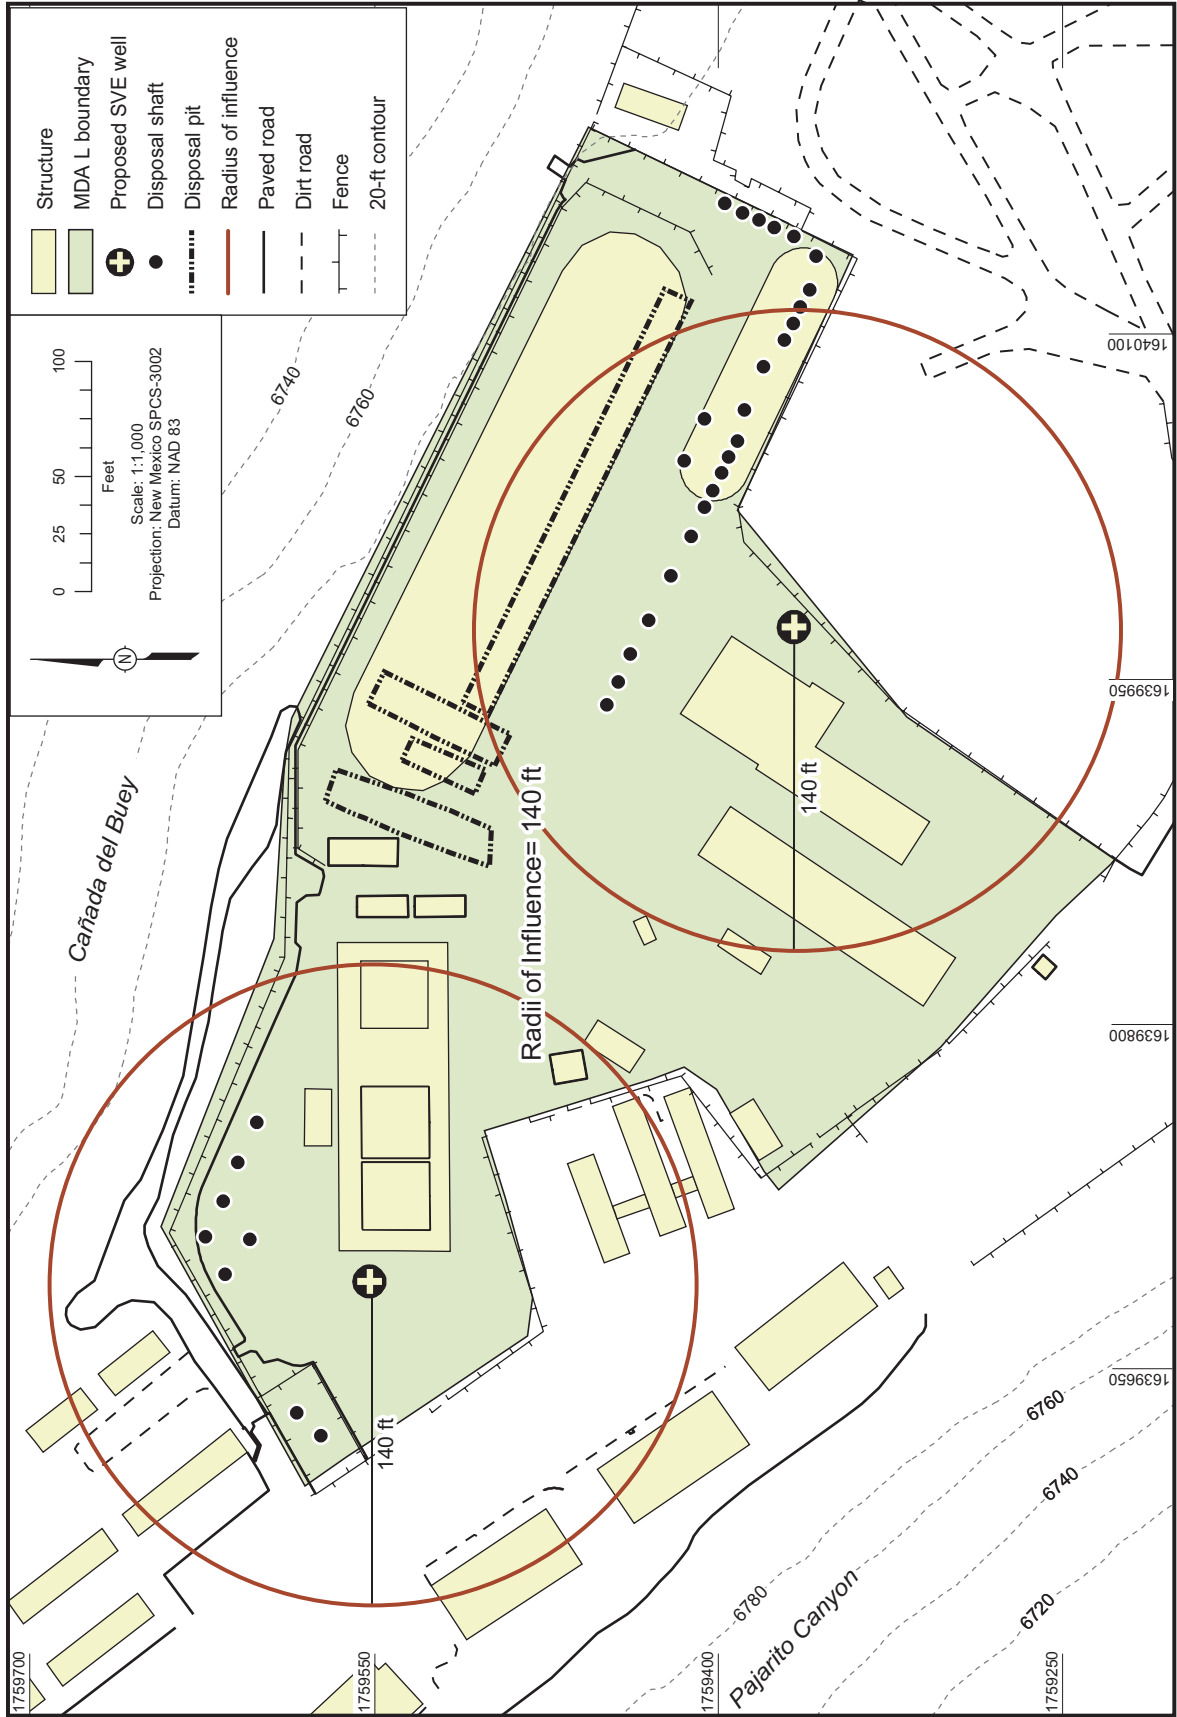 Structure
MDA L boundary
Proposed SVE well
Disposal shaft
Disposal pit
Radius of influence
Paved road
Dirt road
Fence
20-ft contour
0 25 50 100
Feet
Scale: 1:1,000
Projection: New Mexico SPCS-3002
Datum: NAD 83
N
6740
6760
Cañada del Buey
Radii of Influence= 140 ft
140 ft
140 ft
1640100
1639950
1639800
1639650
6760
6740
6720
6780
Pajarito Canyon
1759700
1759550
1759400
1759250